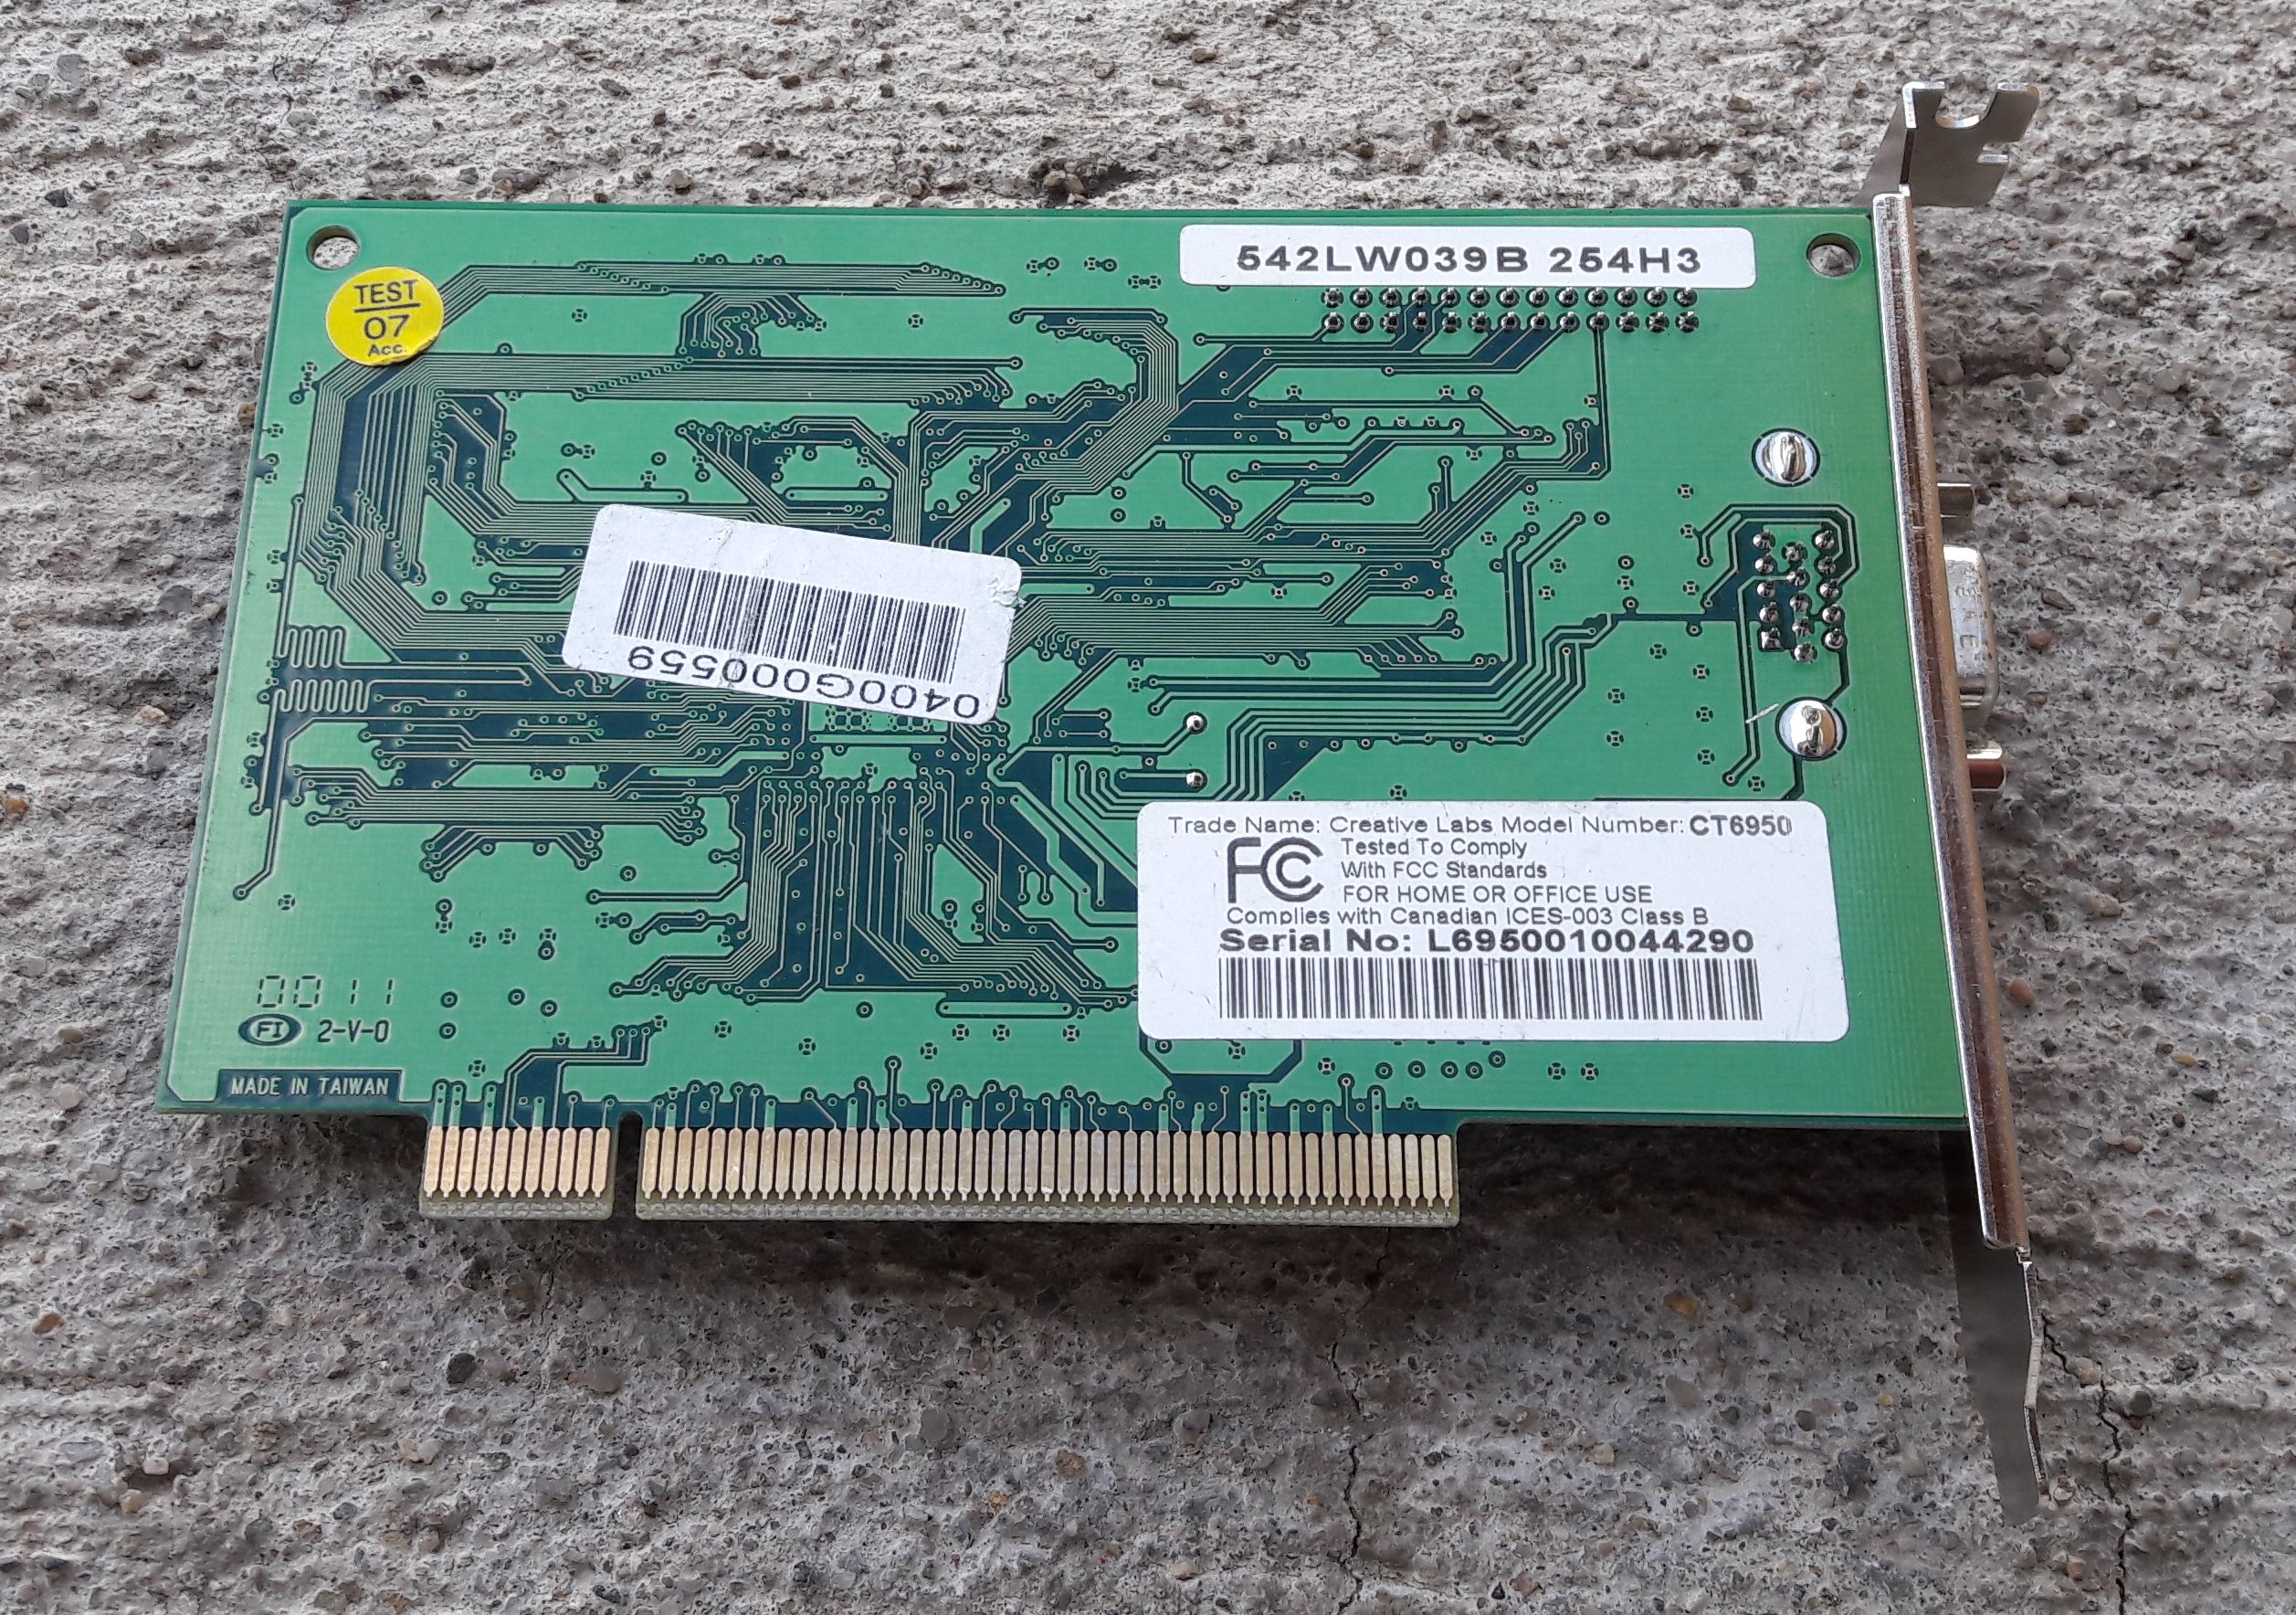 542LW039B 254H3
TEST
07
Acc.
0400G000559
Trade Name: Creative Labs Model Number: CT6950
FC
Tested To Comply
With FCC Standards
FOR HOME OR OFFICE USE
Complies with Canadian ICES-003 Class B
Serial No: L6950010044290
0011
FI 2-V-0
MADE IN TAIWAN